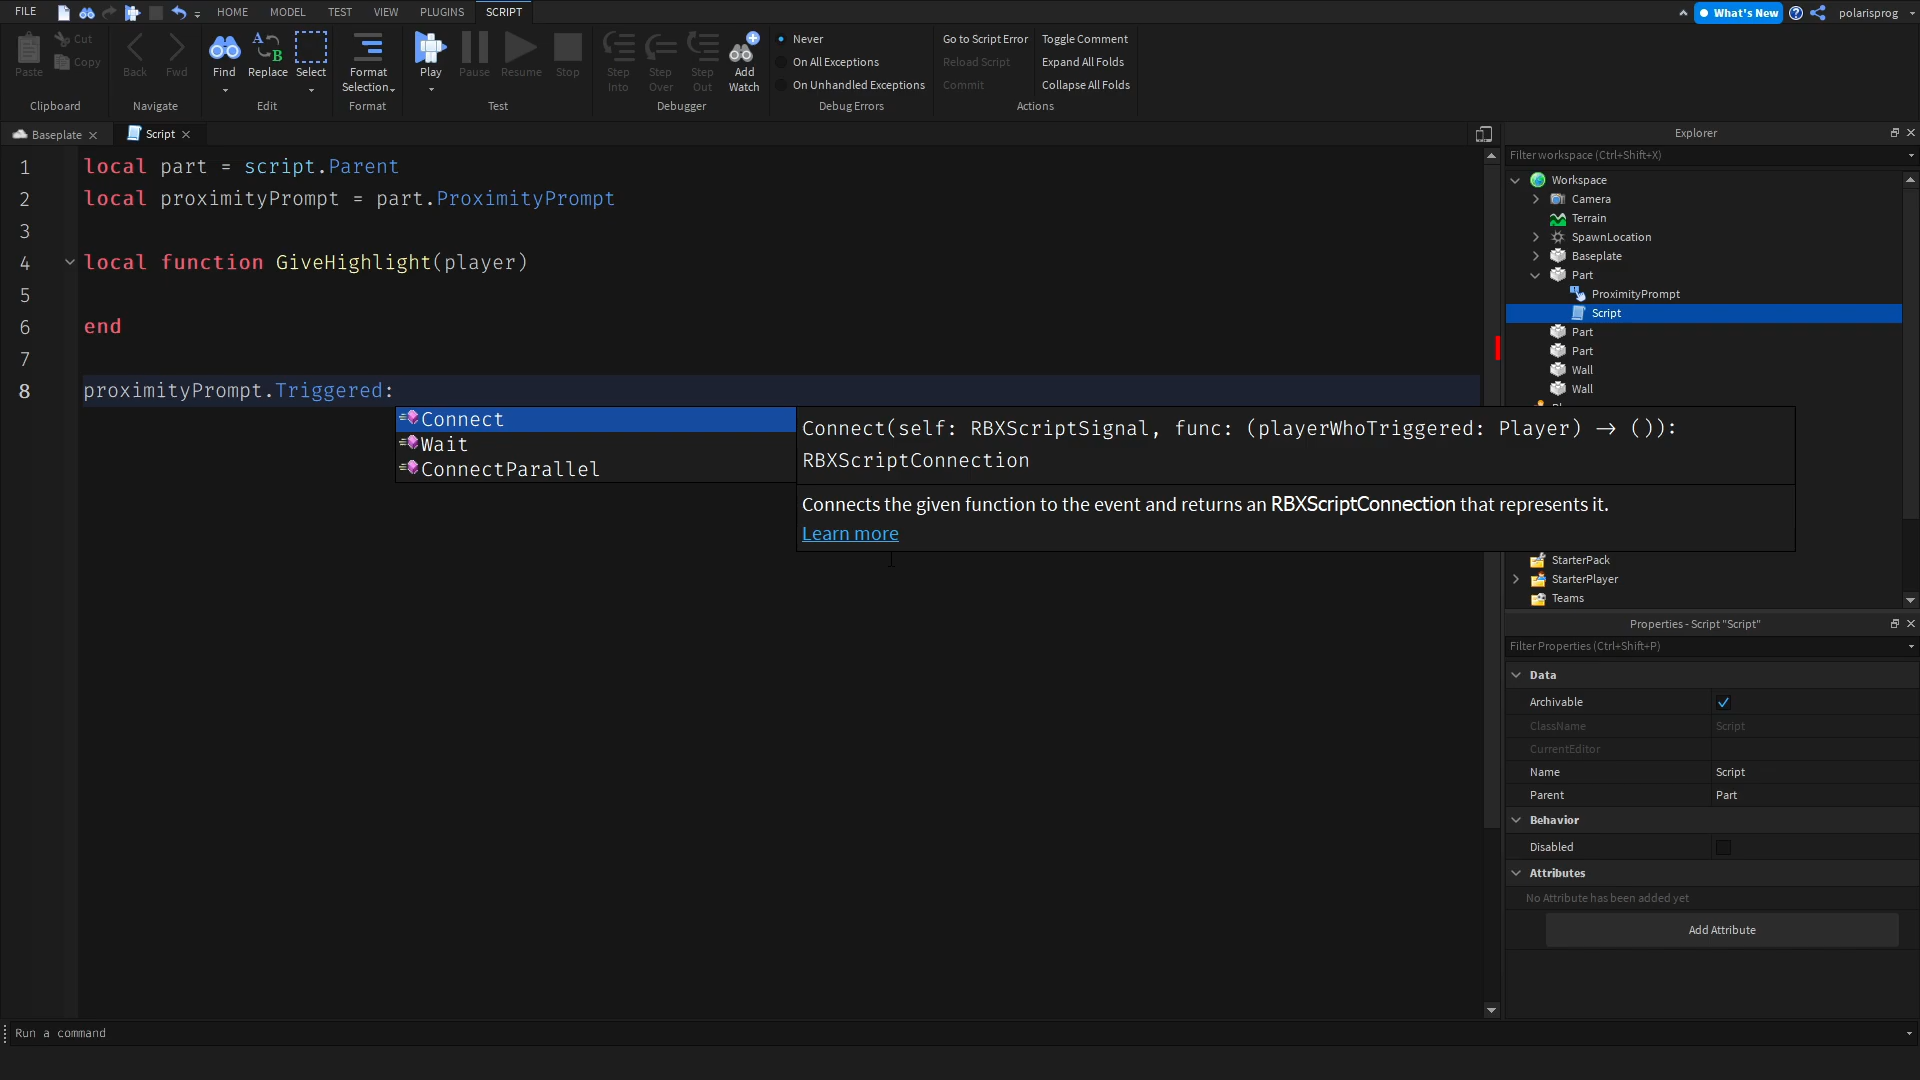 FILE HOME MODEL TEST VIEW PLUGINS SCRIPT What's New polarisprog
Paste Cut Copy Clipboard
Back Fwd Navigate
Find Replace Select Edit
Format Selection Format
Play Pause Resume Stop Test
Step Into Step Over Step Out Add Watch Debugger
Never
On All Exceptions
On Unhandled Exceptions
Debug Errors
Go to Script Error Toggle Comment
Reload Script Expand All Folds
Commit Collapse All Folds
Actions
Baseplate Script
1 local part = script.Parent
2 local proximityPrompt = part.ProximityPrompt
3
4 local function GiveHighlight(player)
5
6 end
7
8 proximityPrompt.Triggered:
Connect
Wait
ConnectParallel
Connect(self: RBXScriptSignal, func: (playerWhoTriggered: Player) → ()):
RBXScriptConnection
Connects the given function to the event and returns an RBXScriptConnection that represents it.
Learn more
Explorer
Filter workspace (Ctrl+Shift+X)
Workspace
Camera
Terrain
SpawnLocation
Baseplate
Part
ProximityPrompt
Script
Part
Part
Wall
Wall
StarterPack
StarterPlayer
Teams
Properties - Script "Script"
Filter Properties (Ctrl+Shift+P)
Data
Archivable
ClassName Script
CurrentEditor
Name Script
Parent Part
Behavior
Disabled
Attributes
No Attribute has been added yet
Add Attribute
Run a command